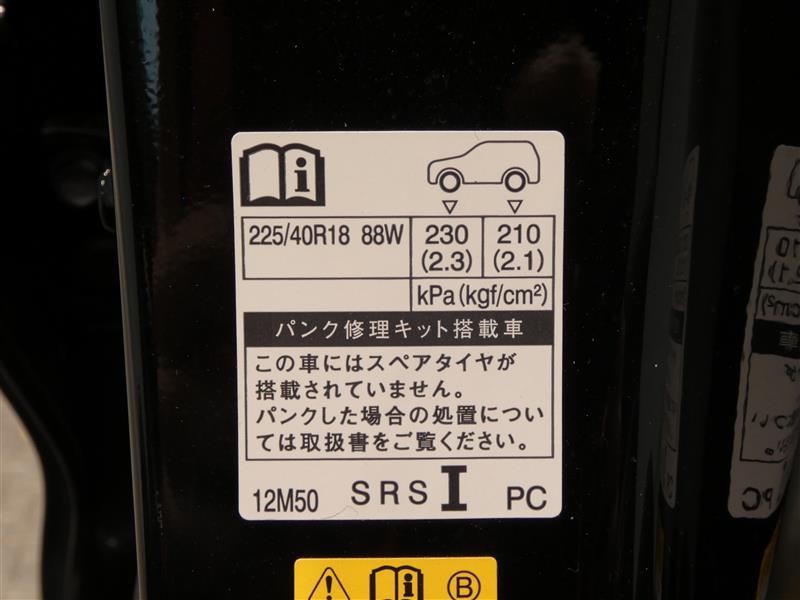 i
225/40R18 88W 230 210
(2.3) (2.1)
kPa(kgf/cm²)
パンク修理キット搭載車
この車にはスペアタイヤが
搭載されていません。
パンクした場合の処置につい
ては取扱書をご覧ください。
12M50 SRS I PC
! i B